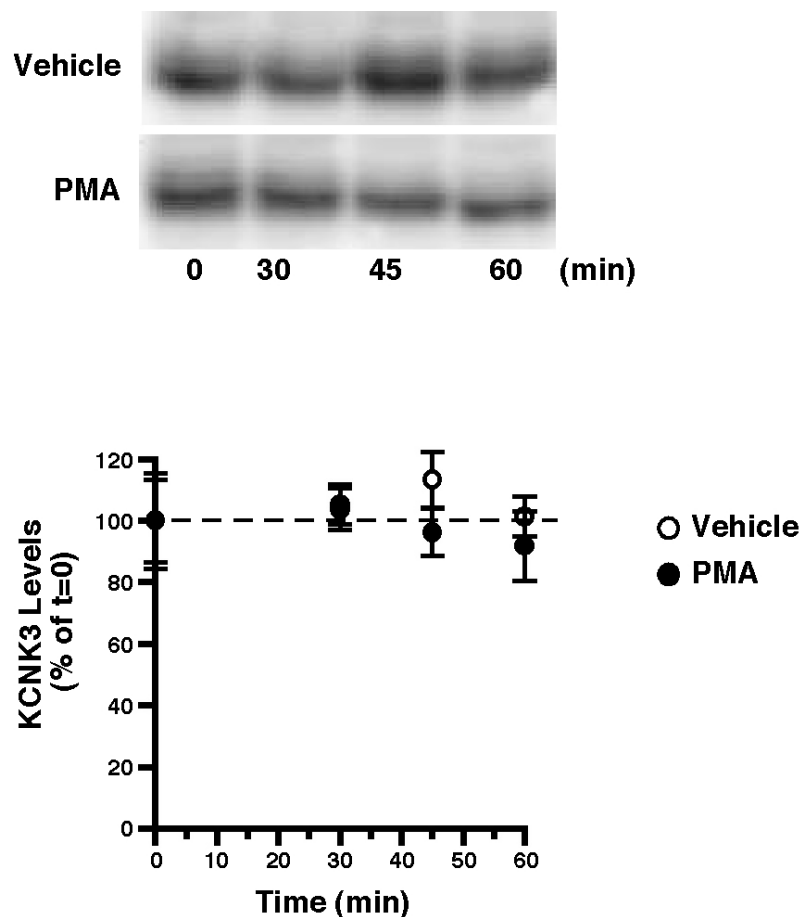 Vehicle
PMA
0 30 45 60 (min)
120
100
80
60
40
20
0
KCNK3 Levels
(% of t=0)
0 10 20 30 40 50 60
Time (min)
Vehicle
PMA